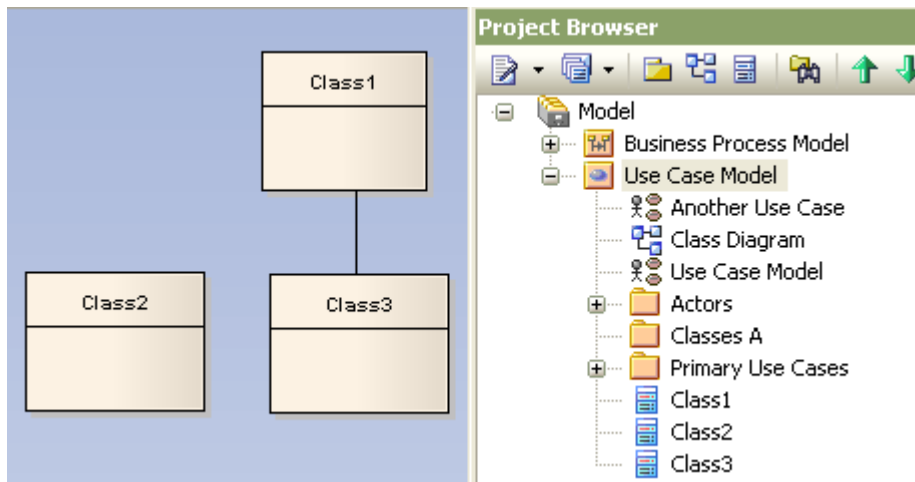 Class1
Class2
Class3
Project Browser
Model
Business Process Model
Use Case Model
Another Use Case
Class Diagram
Use Case Model
Actors
Classes A
Primary Use Cases
Class1
Class2
Class3